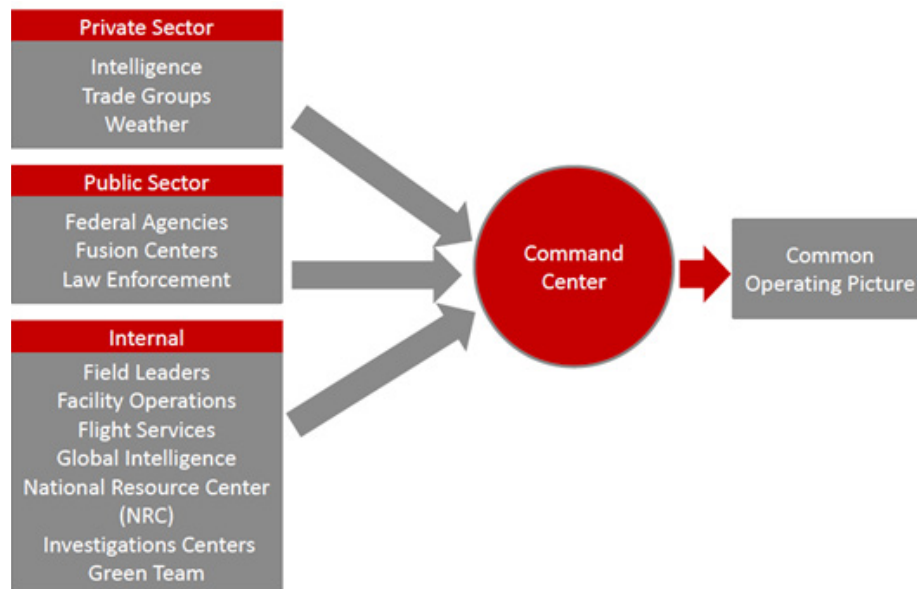 Private Sector
Intelligence
Trade Groups
Weather
Public Sector
Federal Agencies
Fusion Centers
Law Enforcement
Internal
Field Leaders
Facility Operations
Flight Services
Global Intelligence
National Resource Center
(NRC)
Investigations Centers
Green Team
Command
Center
Common
Operating Picture